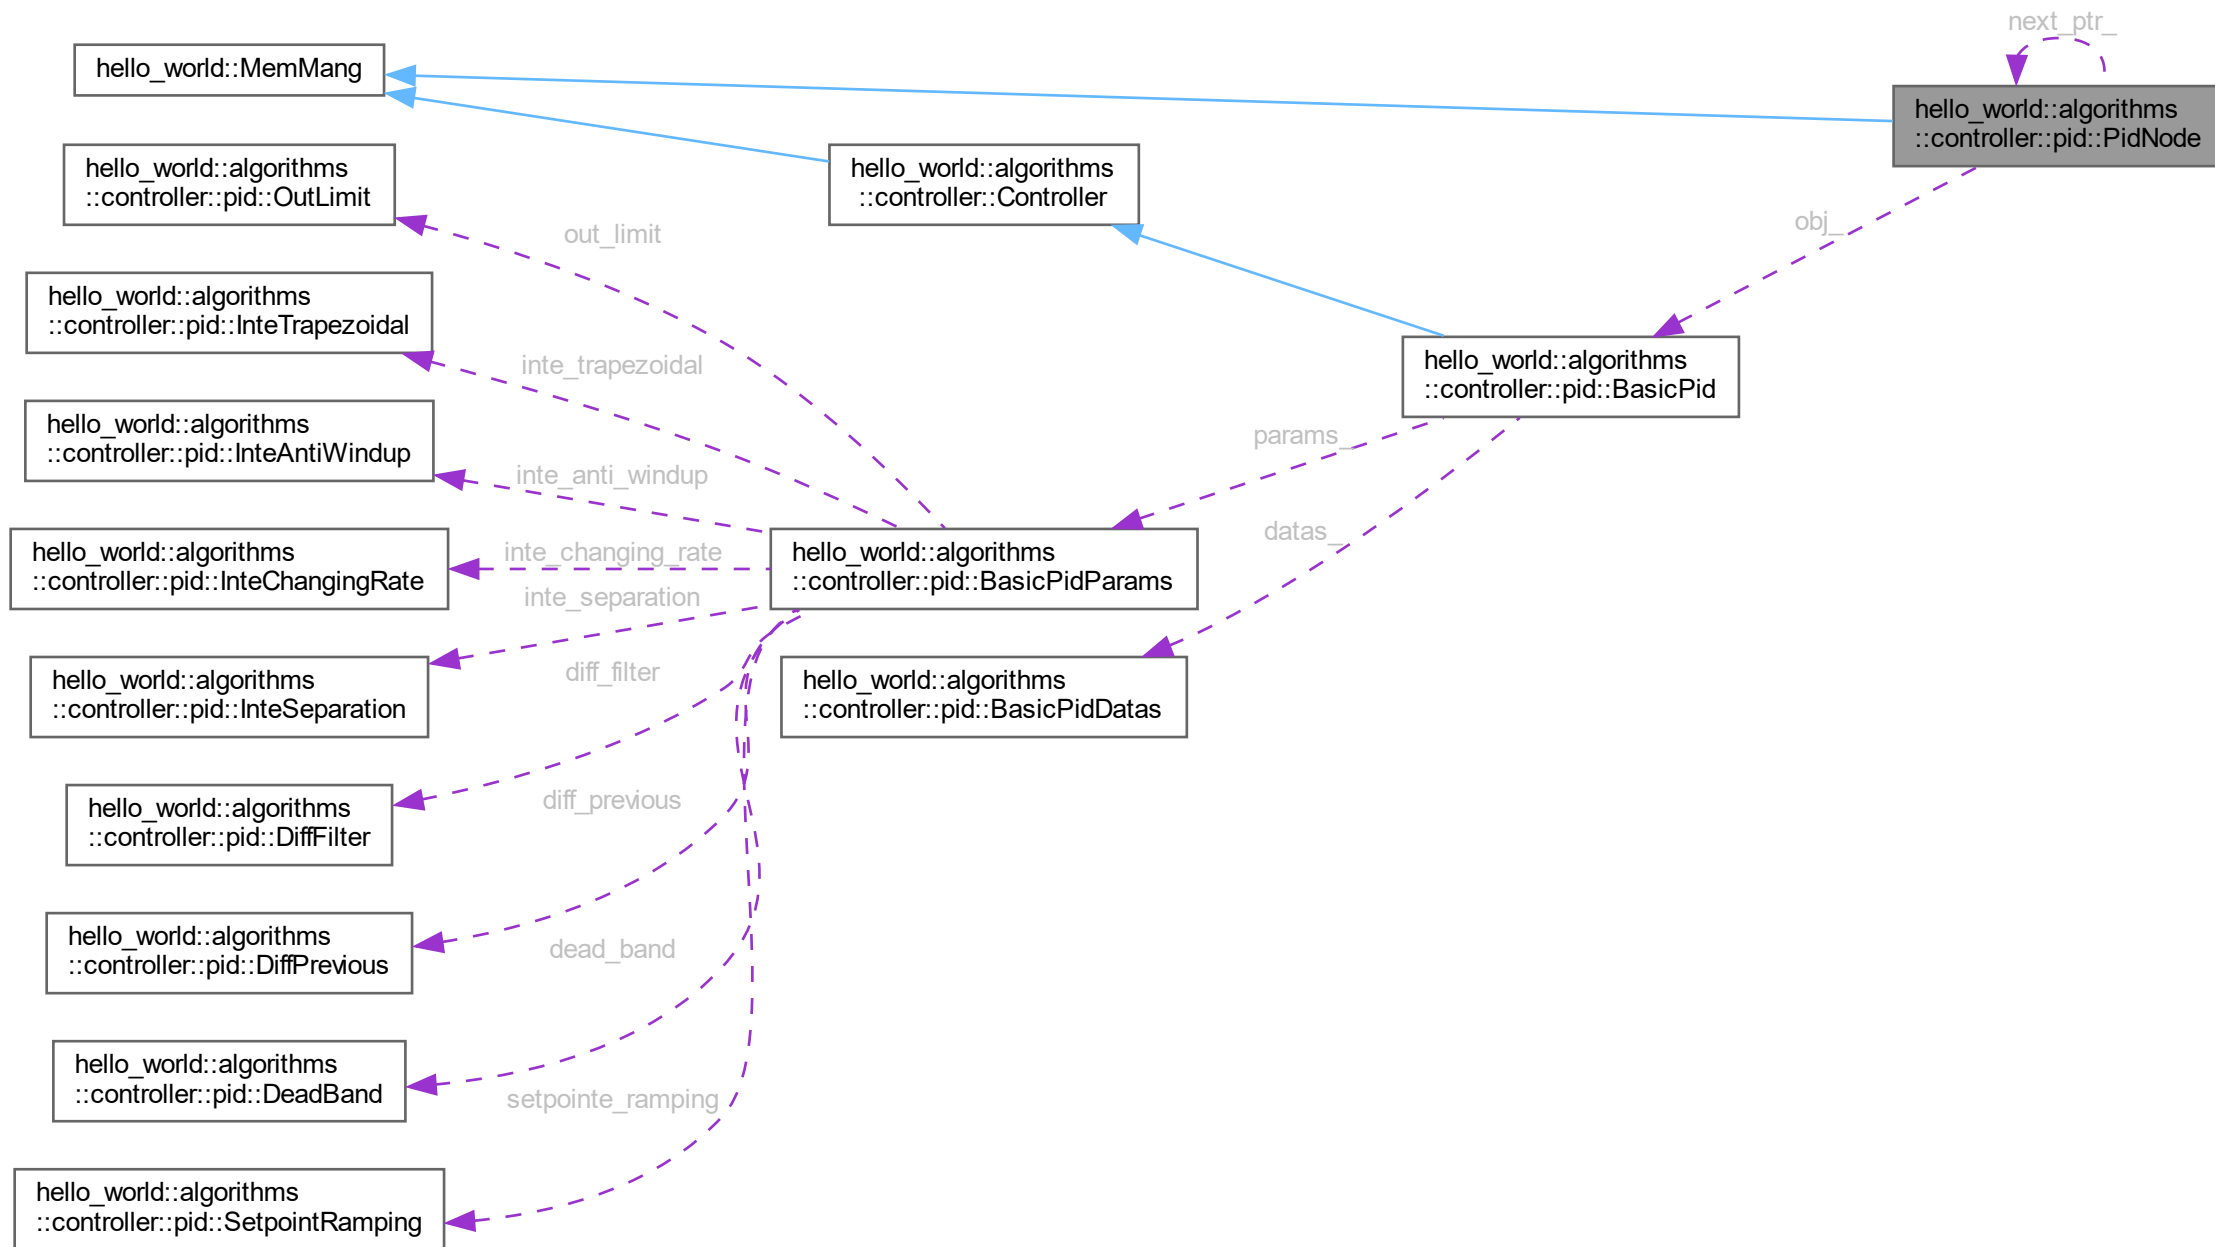 next_ptr_
hello_world::MemMang
hello_world::algorithms
::controller::pid::PidNode
hello_world::algorithms
::controller::pid::OutLimit
hello_world::algorithms
::controller::Controller
obj_
out_limit
hello_world::algorithms
::controller::pid::InteTrapezoidal
inte_trapezoidal
hello_world::algorithms
::controller::pid::BasicPid
hello_world::algorithms
::controller::pid::InteAntiWindup
params_
inte_anti_windup
datas_
hello_world::algorithms
::controller::pid::InteChangingRate
inte_changing_rate
hello_world::algorithms
::controller::pid::BasicPidParams
inte_separation
hello_world::algorithms
::controller::pid::InteSeparation
diff_filter
hello_world::algorithms
::controller::pid::BasicPidDatas
hello_world::algorithms
::controller::pid::DiffFilter
diff_previous
hello_world::algorithms
::controller::pid::DiffPrevious
dead_band
hello_world::algorithms
::controller::pid::DeadBand
setpointe_ramping
hello_world::algorithms
::controller::pid::SetpointRamping